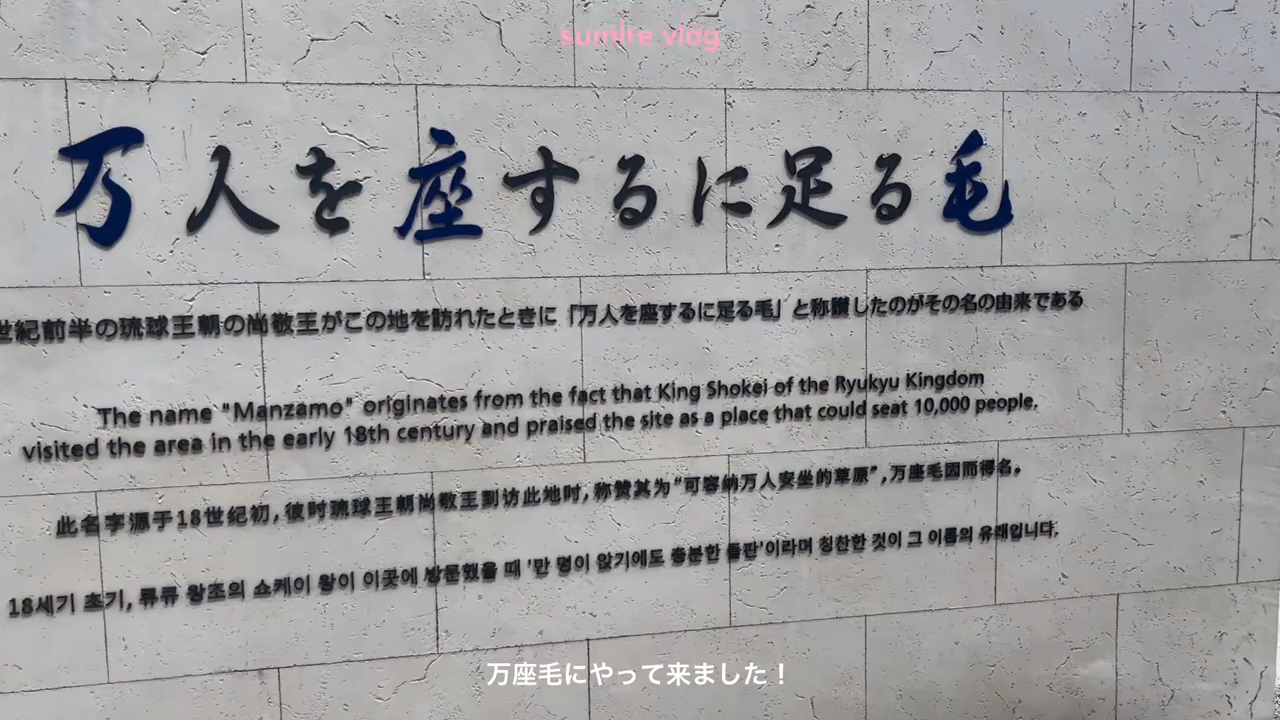 sumire vlog
万人を座するに足る毛
世紀前半の琉球王朝の尚敬王がこの地を訪れたときに「万人を座するに足る毛」と称讃したのがその名の由来である
The name "Manzamo" originates from the fact that King Shokei of the Ryukyu Kingdom
visited the area in the early 18th century and praised the site as a place that could seat 10,000 people.
此名字源于18世纪初,彼时琉球王朝尚敬王到访此地时,称赞其为“可容纳万人安坐的草原”,万座毛因而得名。
18세기 초기, 류큐 왕조의 쇼케이 왕이 이곳에 방문했을 때 '만 명이 앉기에도 충분한 들판'이라며 칭찬한 것이 그 이름의 유래입니다.
万座毛にやって来ました！